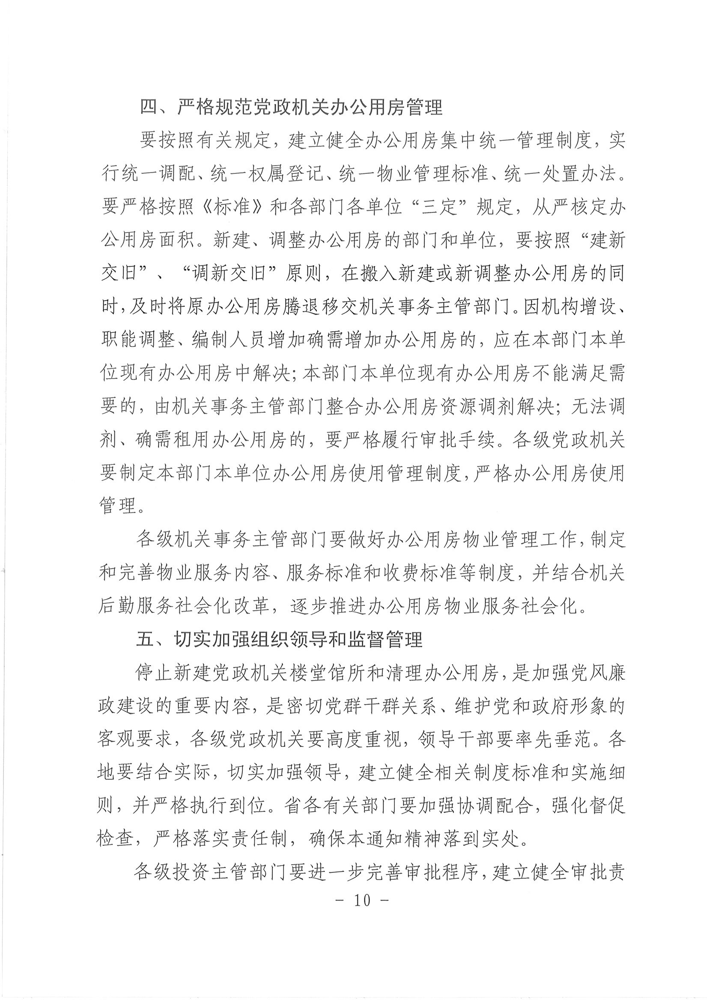 四、严格规范党政机关办公用房管理
要按照有关规定，建立健全办公用房集中统一管理制度，实
行统一调配、统一权属登记、统一物业管理标准、统一处置办法。
要严格按照《标准》和各部门各单位“三定”规定，从严核定办
公用房面积。新建、调整办公用房的部门和单位，要按照“建新
交旧”、“调新交旧”原则，在搬入新建或新调整办公用房的同
时，及时将原办公用房腾退移交机关事务主管部门。因机构增设、
职能调整、编制人员增加确需增加办公用房的，应在本部门本单
位现有办公用房中解决；本部门本单位现有办公用房不能满足需
要的，由机关事务主管部门整合办公用房资源调剂解决；无法调
剂、确需租用办公用房的，要严格履行审批手续。各级党政机关
要制定本部门本单位办公用房使用管理制度，严格办公用房使用
管理。
各级机关事务主管部门要做好办公用房物业管理工作，制定
和完善物业服务内容、服务标准和收费标准等制度，并结合机关
后勤服务社会化改革，逐步推进办公用房物业服务社会化。
五、切实加强组织领导和监督管理
停止新建党政机关楼堂馆所和清理办公用房，是加强党风廉
政建设的重要内容，是密切党群干群关系、维护党和政府形象的
客观要求，各级党政机关要高度重视，领导干部要率先垂范。各
地要结合实际，切实加强领导，建立健全相关制度标准和实施细
则，并严格执行到位。省各有关部门要加强协调配合，强化督促
检查，严格落实责任制，确保本通知精神落到实处。
各级投资主管部门要进一步完善审批程序，建立健全审批责
- 10 -